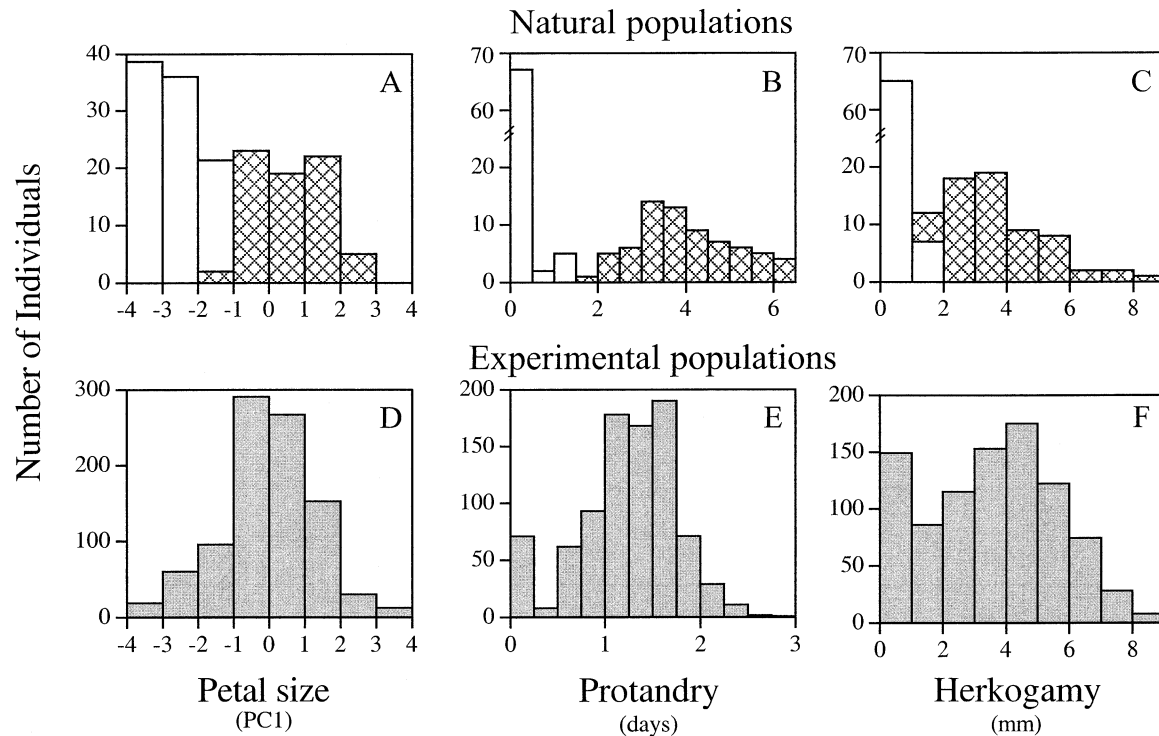 Natural populations
Number of Individuals
A
40
30
20
10
0
-4 -3 -2 -1 0 1 2 3 4
B
70
60
20
10
0
0 2 4 6
C
70
60
20
10
0
0 2 4 6 8
Experimental populations
D
300
200
100
0
-4 -3 -2 -1 0 1 2 3 4
Petal size
(PC1)
E
200
150
100
50
0
0 1 2 3
Protandry
(days)
F
200
150
100
50
0
0 2 4 6 8
Herkogamy
(mm)